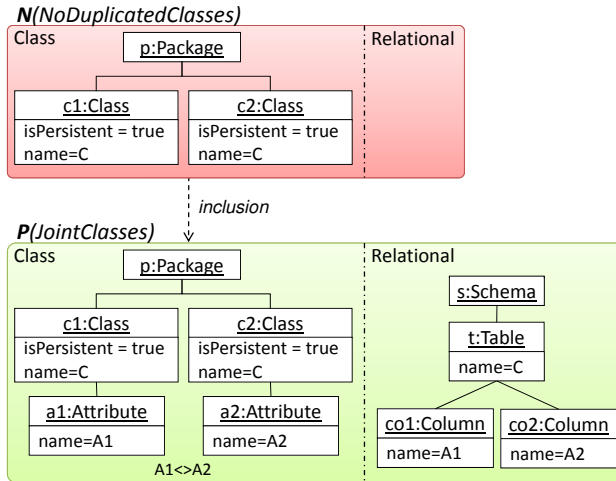 N(NoDuplicatedClasses)
Class
Relational
p:Package
c1:Class
c2:Class
isPersistent = true
isPersistent = true
name=C
name=C
inclusion
P(JointClasses)
Class
Relational
p:Package
s:Schema
c1:Class
c2:Class
t:Table
isPersistent = true
isPersistent = true
name=C
name=C
name=C
a1:Attribute
a2:Attribute
co1:Column
co2:Column
name=A1
name=A2
name=A1
name=A2
A1<>A2